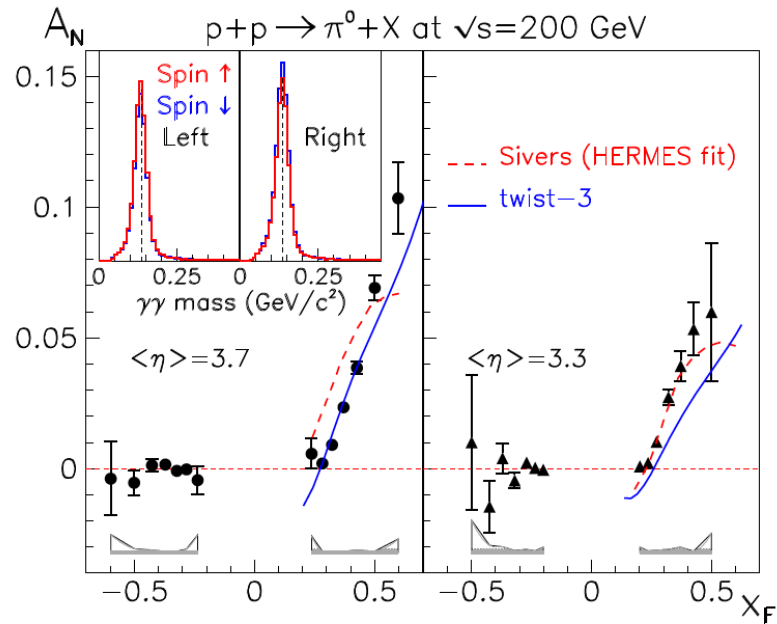 A_N p+p → π⁰+X at √s=200 GeV
0.15
0.1
0.05
0
Spin ↑
Spin ↓
Left
Right
0 0.25 0 0.25
γγ mass (GeV/c²)
Sivers (HERMES fit)
twist−3
<η>=3.7
<η>=3.3
−0.5 0 0.5 −0.5 0 0.5
x_F